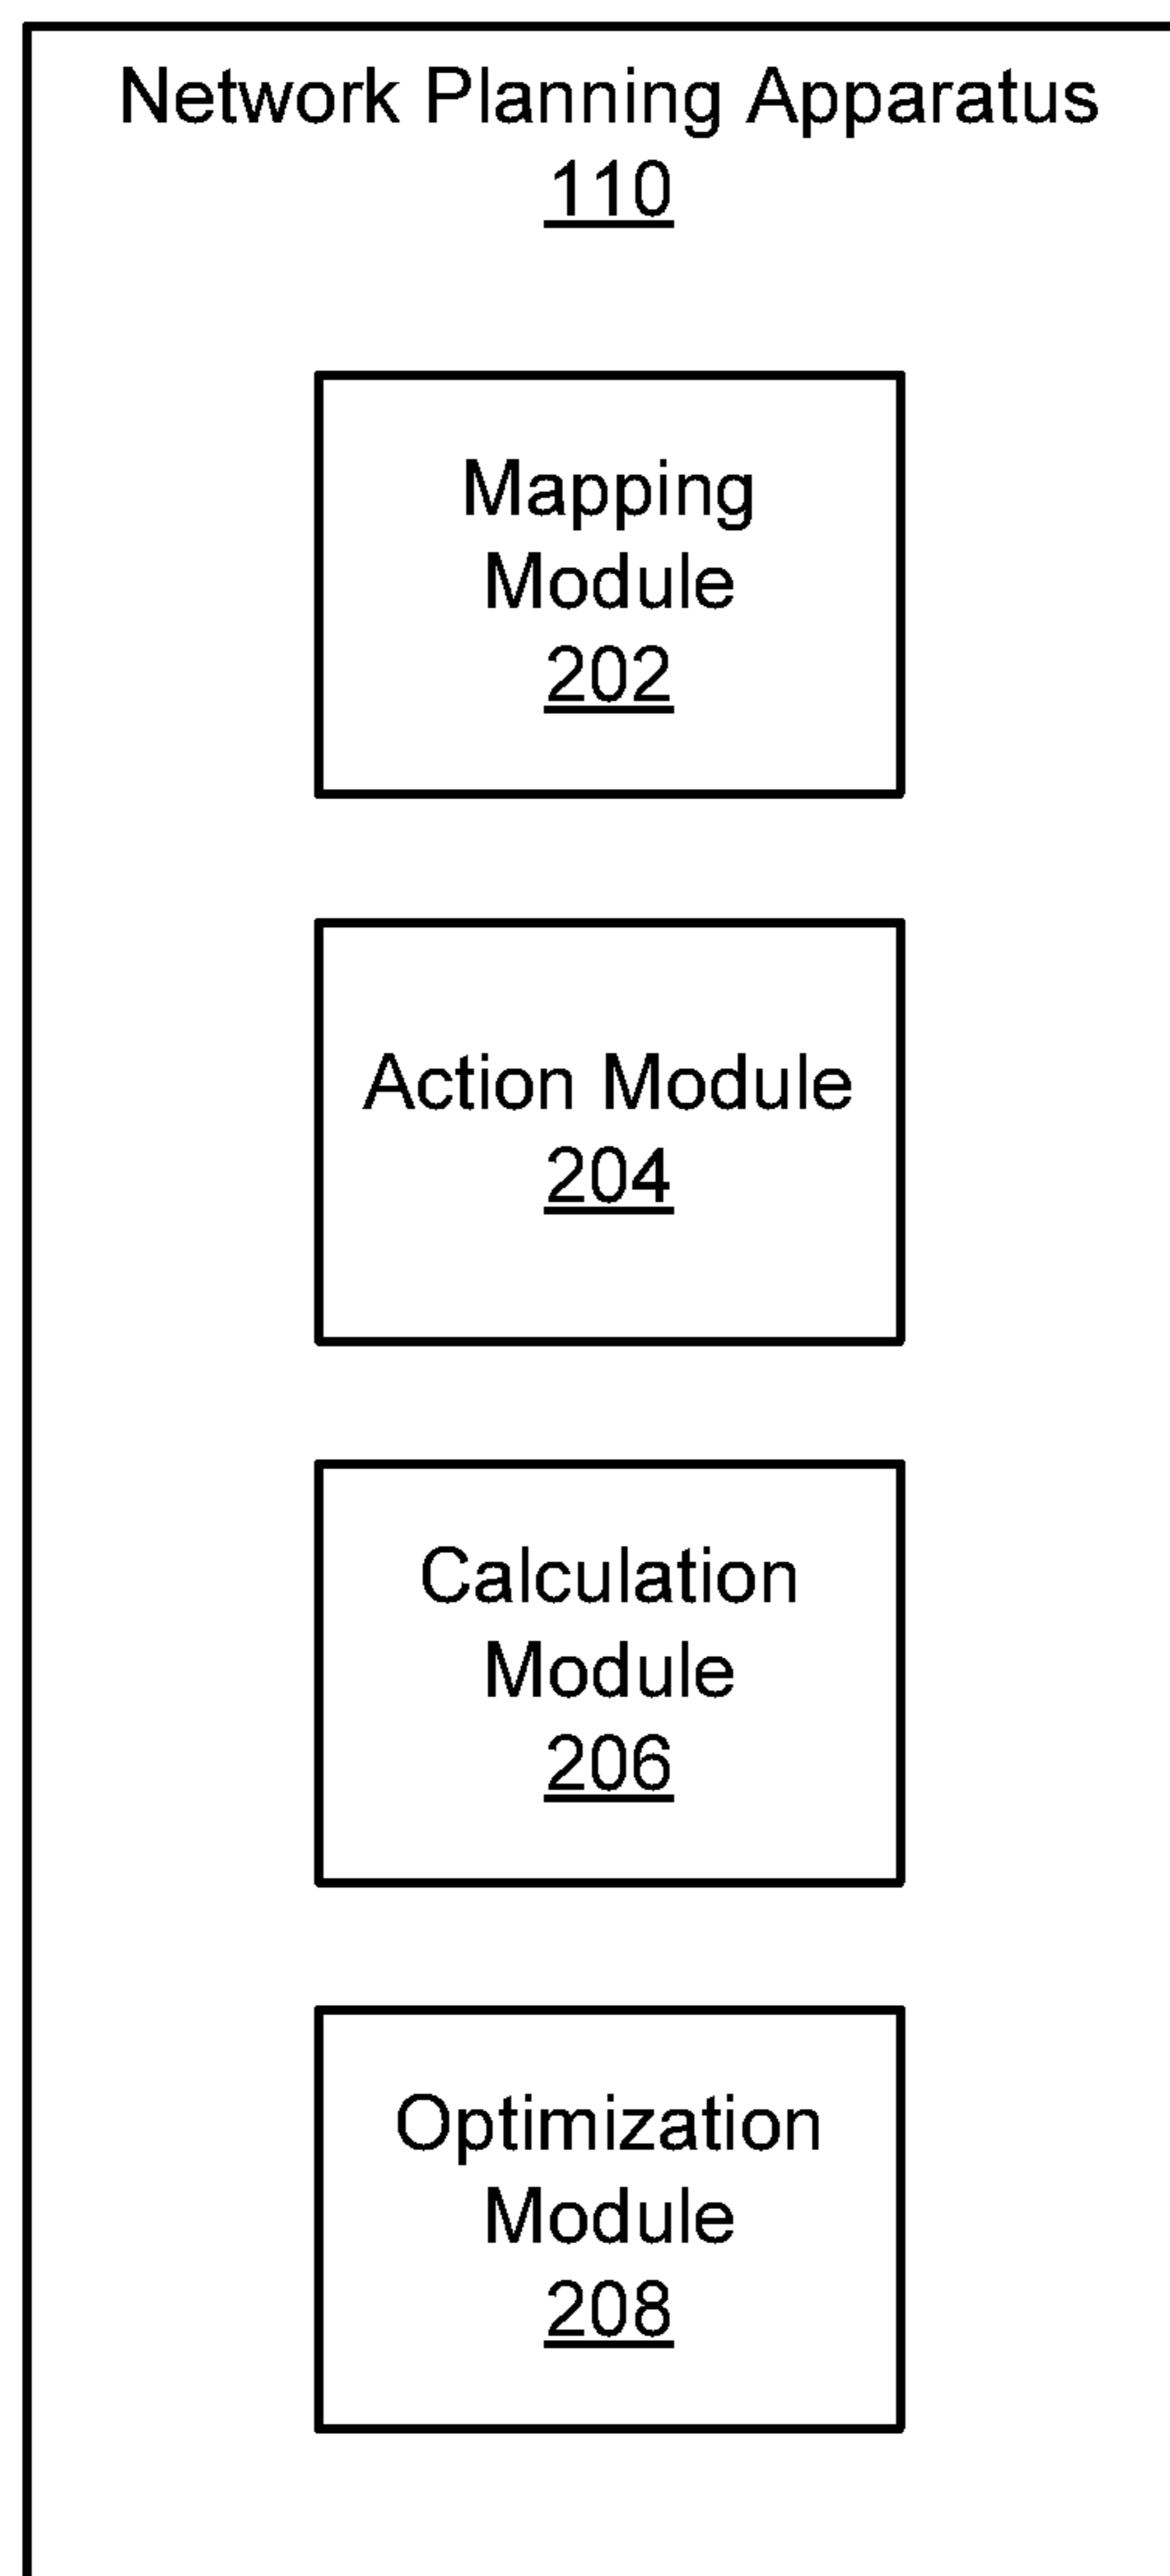 Network Planning Apparatus
110
Mapping
Module
202
Action Module
204
Calculation
Module
206
Optimization
Module
208